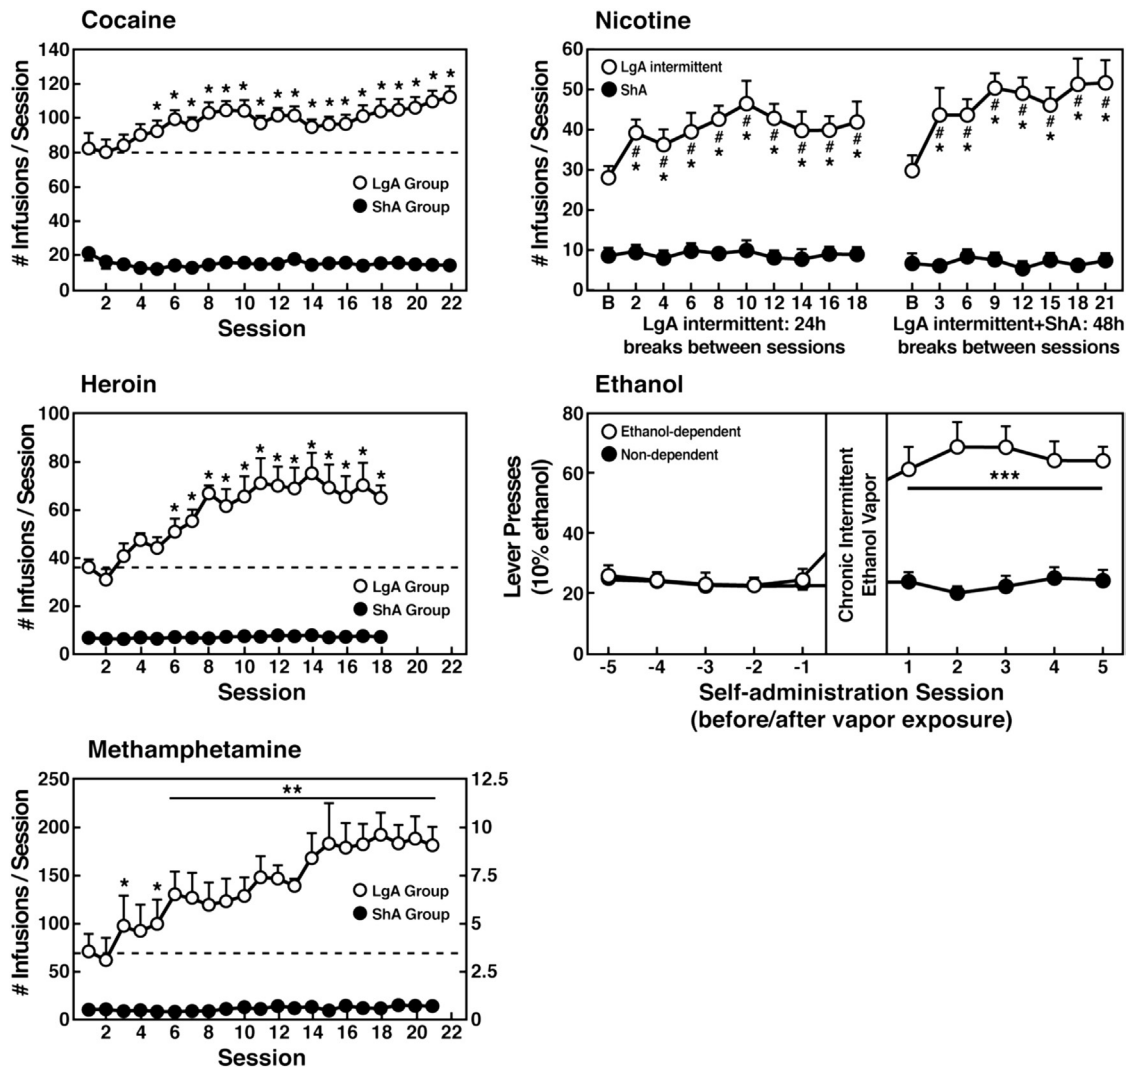 Cocaine
140
120
100
80
60
40
20
0
# Infusions / Session
* * * * * * * * * * * * * * * * * *
LgA Group
ShA Group
2 4 6 8 10 12 14 16 18 20 22
Session
Nicotine
60
50
40
30
20
10
0
# Infusions / Session
LgA intermittent
ShA
# # # # # # # # #
* * * * * * * * *
# # # # # # #
* * * * * * *
B 2 4 6 8 10 12 14 16 18
LgA intermittent: 24h
breaks between sessions
B 3 6 9 12 15 18 21
LgA intermittent+ShA: 48h
breaks between sessions
Heroin
100
80
60
40
20
0
# Infusions / Session
* * * * * * * * * * * * *
LgA Group
ShA Group
2 4 6 8 10 12 14 16 18 20 22
Session
Ethanol
80
60
40
20
0
Lever Presses
(10% ethanol)
Ethanol-dependent
Non-dependent
Chronic Intermittent
Ethanol Vapor
***
-5 -4 -3 -2 -1 1 2 3 4 5
Self-administration Session
(before/after vapor exposure)
Methamphetamine
250
200
150
100
50
0
# Infusions / Session
12.5
10
7.5
5
2.5
0
* *
**
LgA Group
ShA Group
2 4 6 8 10 12 14 16 18 20 22
Session